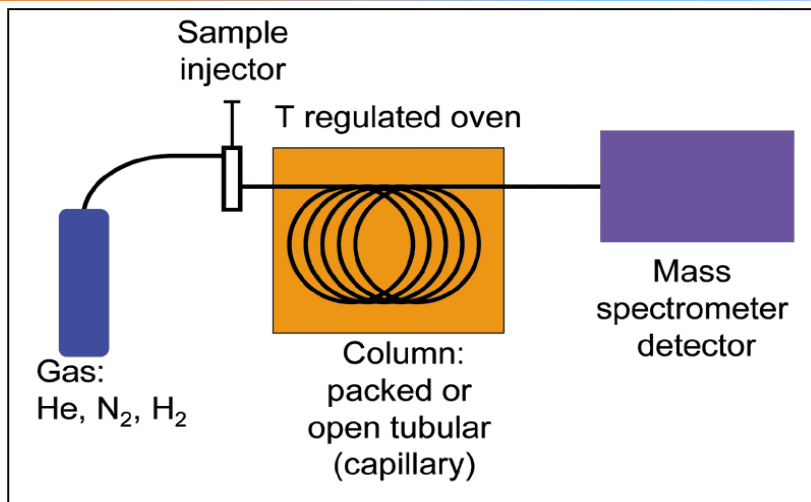 Sample
injector
T regulated oven
Mass
spectrometer
detector
Column:
packed or
open tubular
(capillary)
Gas:
He, N₂, H₂